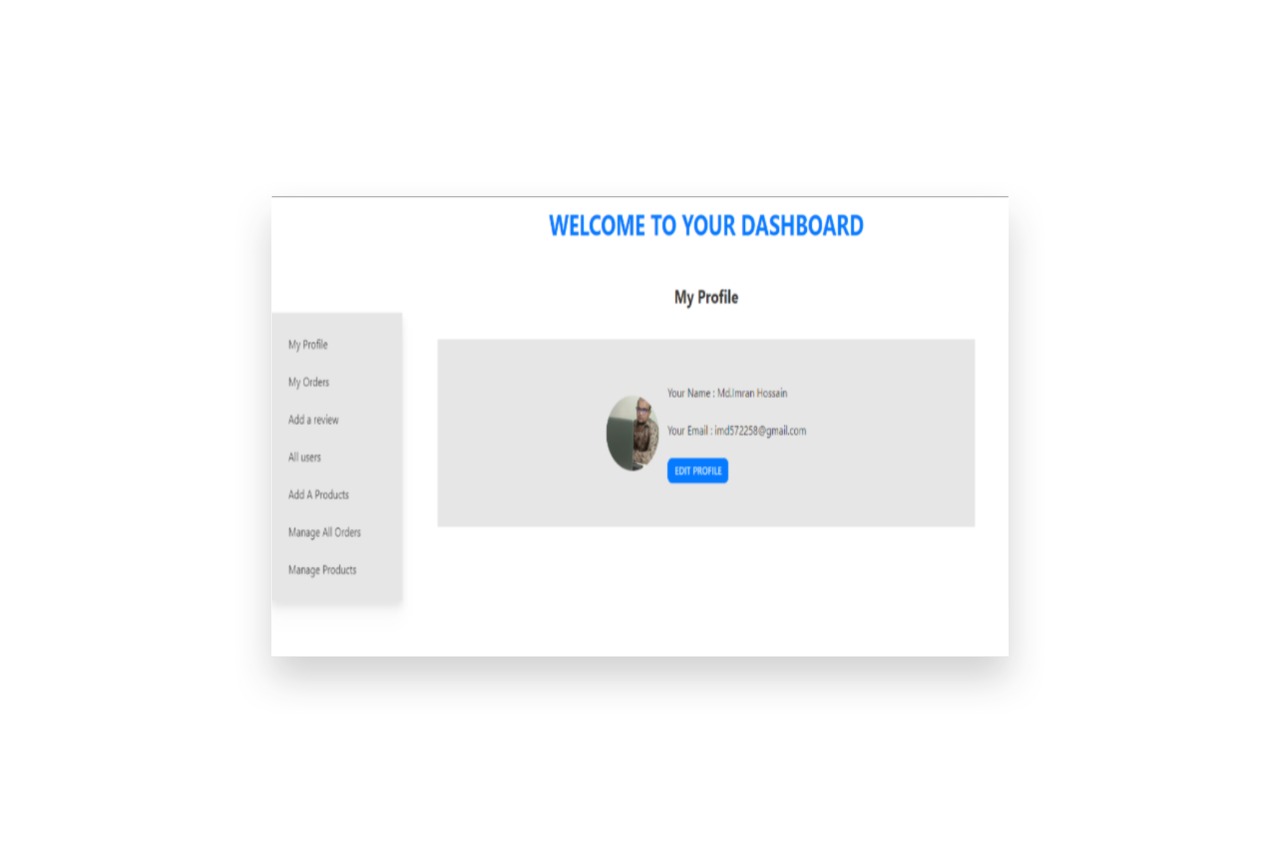 WELCOME TO YOUR DASHBOARD
My Profile
My Profile
My Orders
Add a review
All users
Add A Products
Manage All Orders
Manage Products
Your Name : Md.Imran Hossain
Your Email : imd572258@gmail.com
EDIT PROFILE